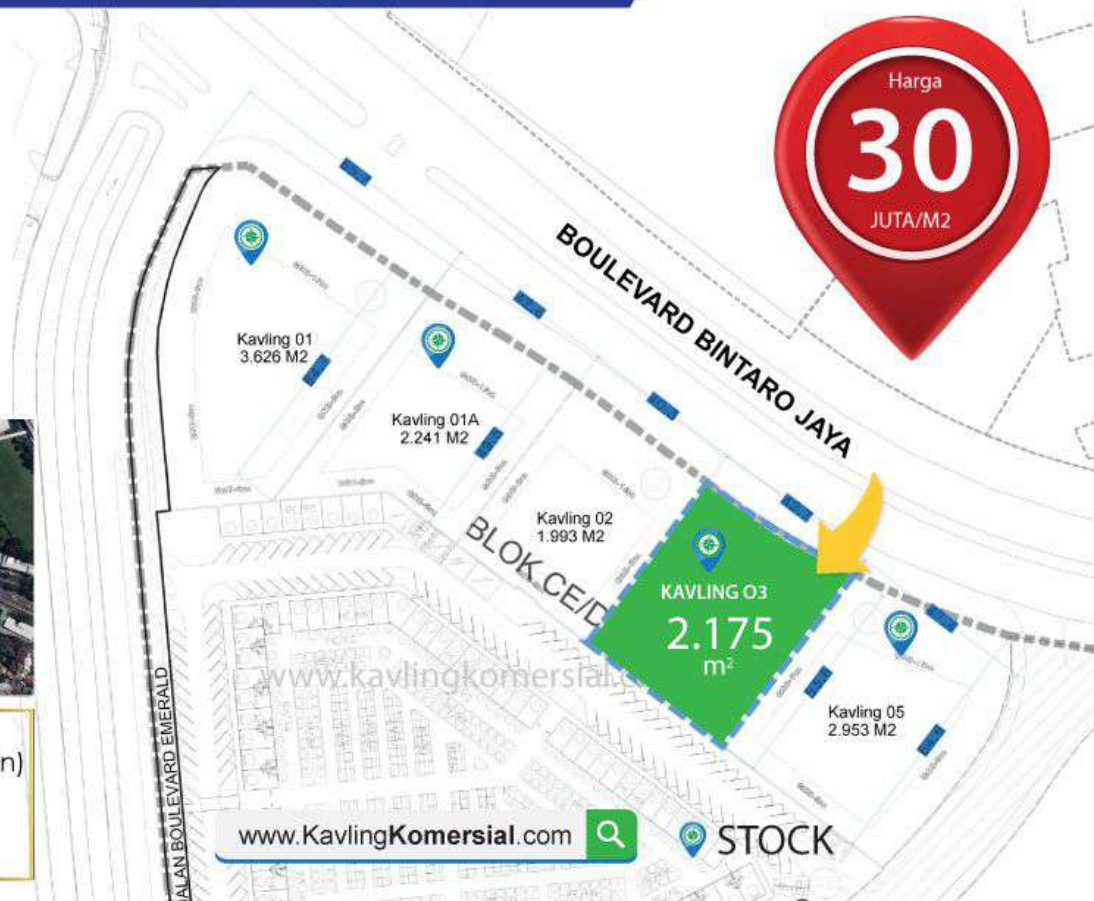 Harga
30
JUTA/M2
BOULEVARD BINTARO JAYA
Kavling 01
3.626 M2
Kavling 01A
2.241 M2
Kavling 02
1.993 M2
BLOK CE/D
KAVLING O3
2.175
m²
Kavling 05
2.953 M2
www.kavlingkomersial.
JALAN BOULEVARD EMERALD
n)
www.KavlingKomersial.com
STOCK